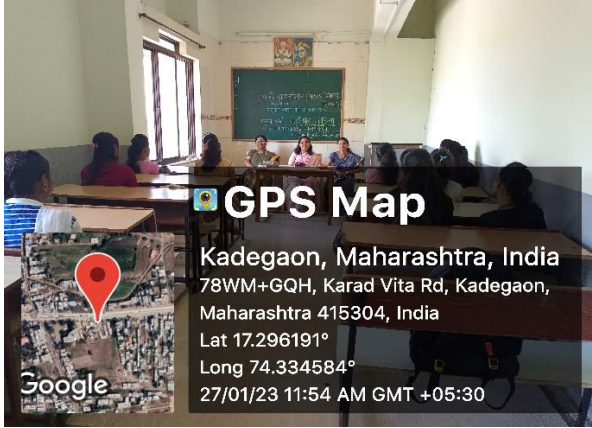 GPS Map
Kadegaon, Maharashtra, India
78WM+GQH, Karad Vita Rd, Kadegaon,
Maharashtra 415304, India
Lat 17.296191°
Long 74.334584°
27/01/23 11:54 AM GMT +05:30
Google